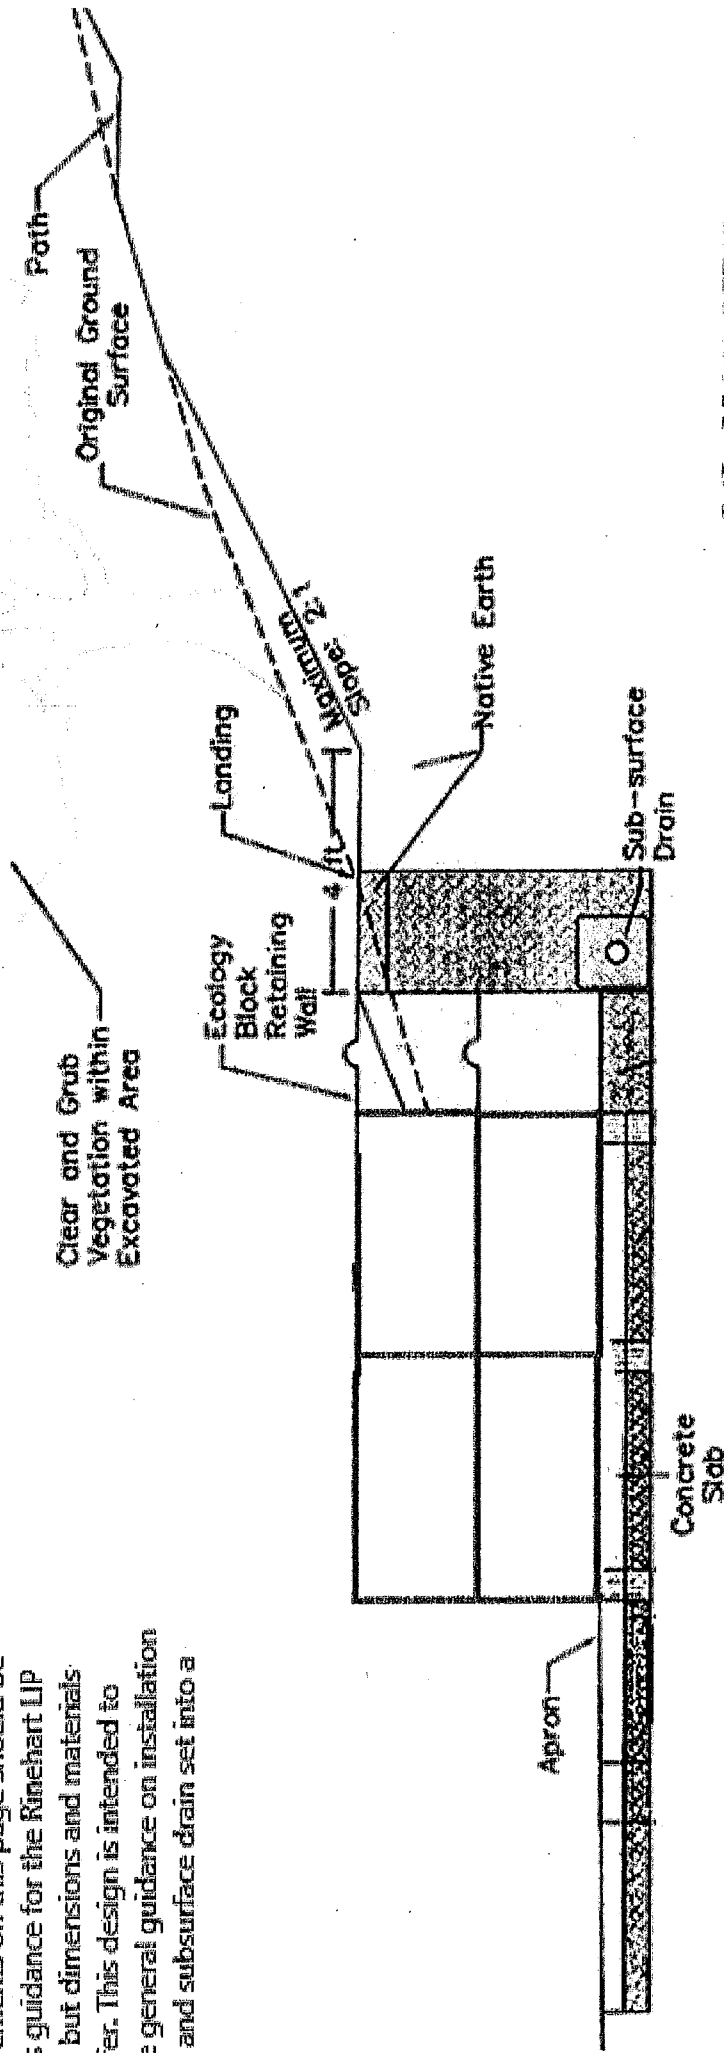 guidance for the Rinehart LIP
but dimensions and materials
This design is intended to
general guidance on installation
and subsurface drain set into a
Clear and Grub
Vegetation within
Excavated Area
Path
Original Ground
Surface
Maximum
Slope: 2:1
Landing
4 ft
Ecology
Block
Retaining
Wall
Native Earth
Sub-surface
Drain
Apron
Concrete
Slab